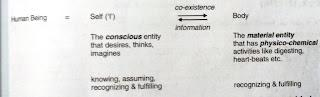 co-existence
Human Being = Self ('I') Body
information
The conscious entity The material entity
that desires, thinks, that has physico-chemical
imagines activities like digesting,
heart-beats etc.
knowing, assuming,
recognizing & fulfilling recognizing & fulfilling